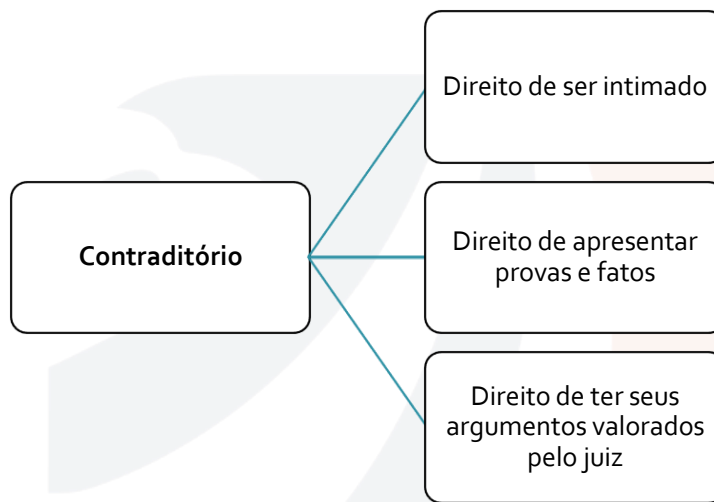 Direito de ser intimado
Contraditório
Direito de apresentar
provas e fatos
Direito de ter seus
argumentos valorados
pelo juiz